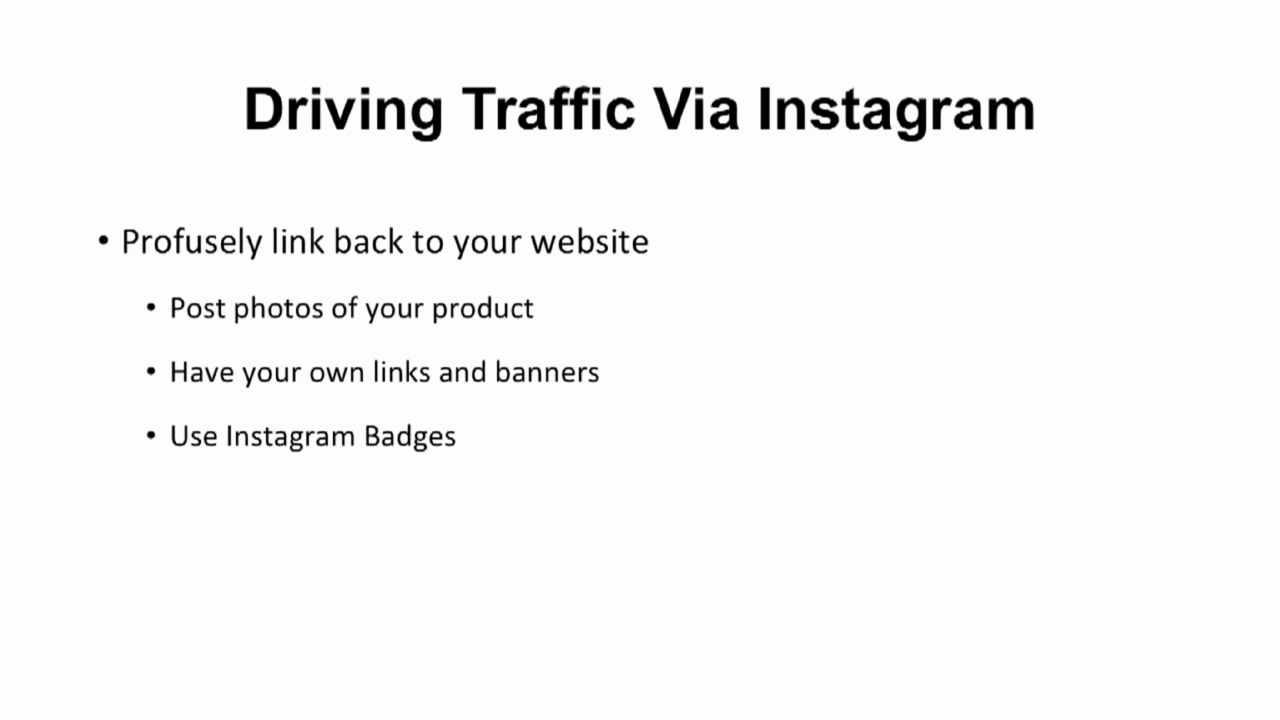 Driving Traffic Via Instagram
• Profusely link back to your website
• Post photos of your product
• Have your own links and banners
• Use Instagram Badges